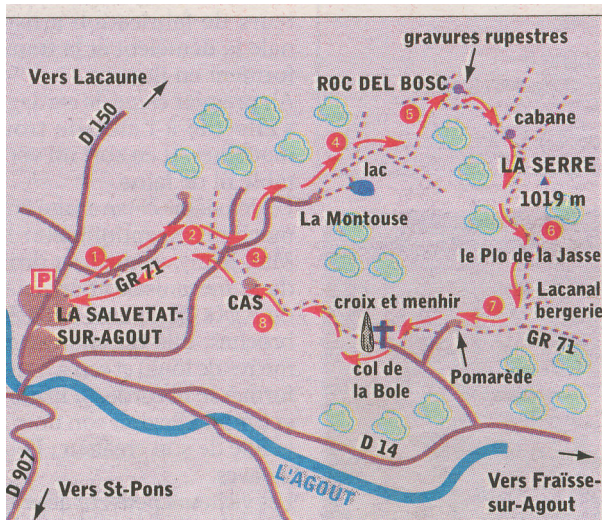 gravures rupestres
Vers Lacaune
ROC DEL BOSC
D 150
5
cabane
4
lac
LA SERRE
1019 m
La Montouse
1
2
6
GR 71
3
le Plo de la Jasse
P
CAS
croix et menhir
7
Lacanal
bergerie
LA SALVETAT-
SUR-AGOUT
8
GR 71
col de
la Bole
Pomarède
D 14
L'AGOUT
D 907
Vers St-Pons
Vers Fraïsse-
sur-Agout